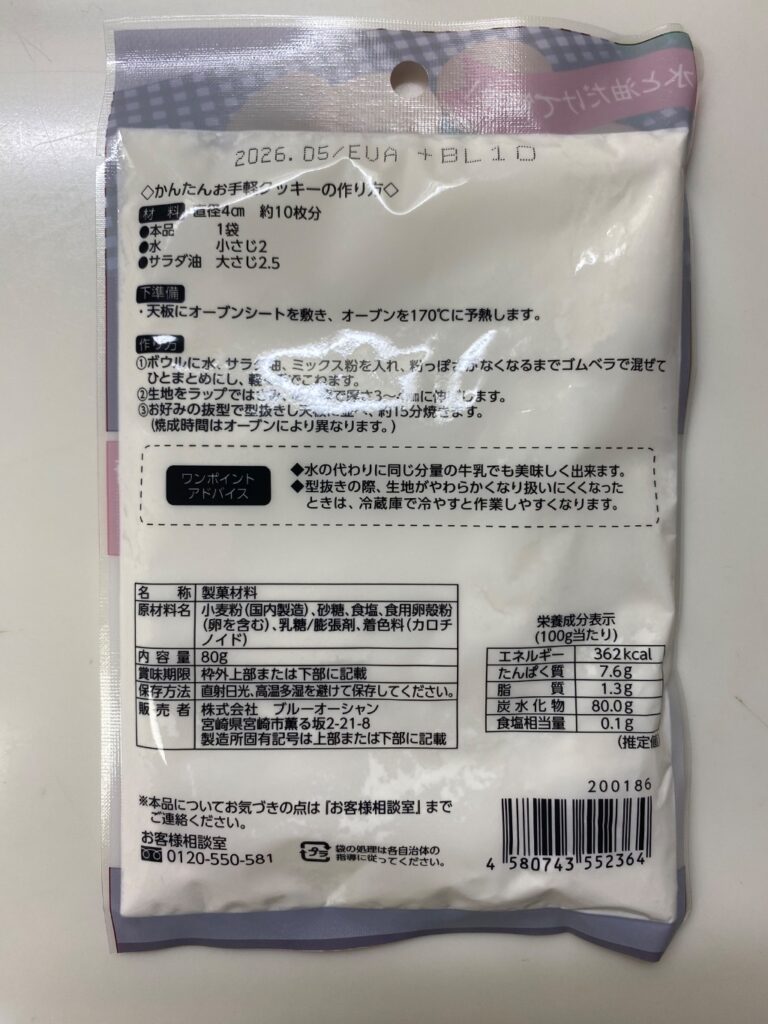 水と油だけで
2026.05/EUA +BL10
◇かんたんお手軽クッキーの作り方◇
材料 直径4㎝ 約10枚分
●本品 1袋
●水 小さじ2
●サラダ油 大さじ2.5
下準備
・天板にオーブンシートを敷き、オーブンを170℃に予熱します。
作り方
①ボウルに水、サラダ油、ミックス粉を入れ、粉っぽさがなくなるまでゴムベラで混ぜて
ひとまとめにし、軽く手でこねます。
②生地をラップではさみ、 で厚さ3～4㎜に伸ばします。
③お好みの抜型で型抜きし天板に並べ、約15分焼きます。
(焼成時間はオーブンにより異なります。)
ワンポイント
アドバイス
◆水の代わりに同じ分量の牛乳でも美味しく出来ます。
◆型抜きの際、生地がやわらかくなり扱いにくくなった
ときは、冷蔵庫で冷やすと作業しやすくなります。
名称 製菓材料
原材料名 小麦粉(国内製造)、砂糖、食塩、食用卵殻粉
(卵を含む)、乳糖/膨張剤、着色料(カロチ
ノイド)
内容量 80g
賞味期限 枠外上部または下部に記載
保存方法 直射日光、高温多湿を避けて保存してください。
販売者 株式会社 ブルーオーシャン
宮崎県宮崎市薫る坂2-21-8
製造所固有記号は上部または下部に記載
栄養成分表示
(100g当たり)
エネルギー 362kcal
たんぱく質 7.6g
脂質 1.3g
炭水化物 80.0g
食塩相当量 0.1g
(推定値)
※本品についてお気づきの点は『お客様相談室』まで
ご連絡ください。
お客様相談室
0120-550-581
プラ
袋の処理は各自治体の
指導に従ってください。
200186
4 580743 552364